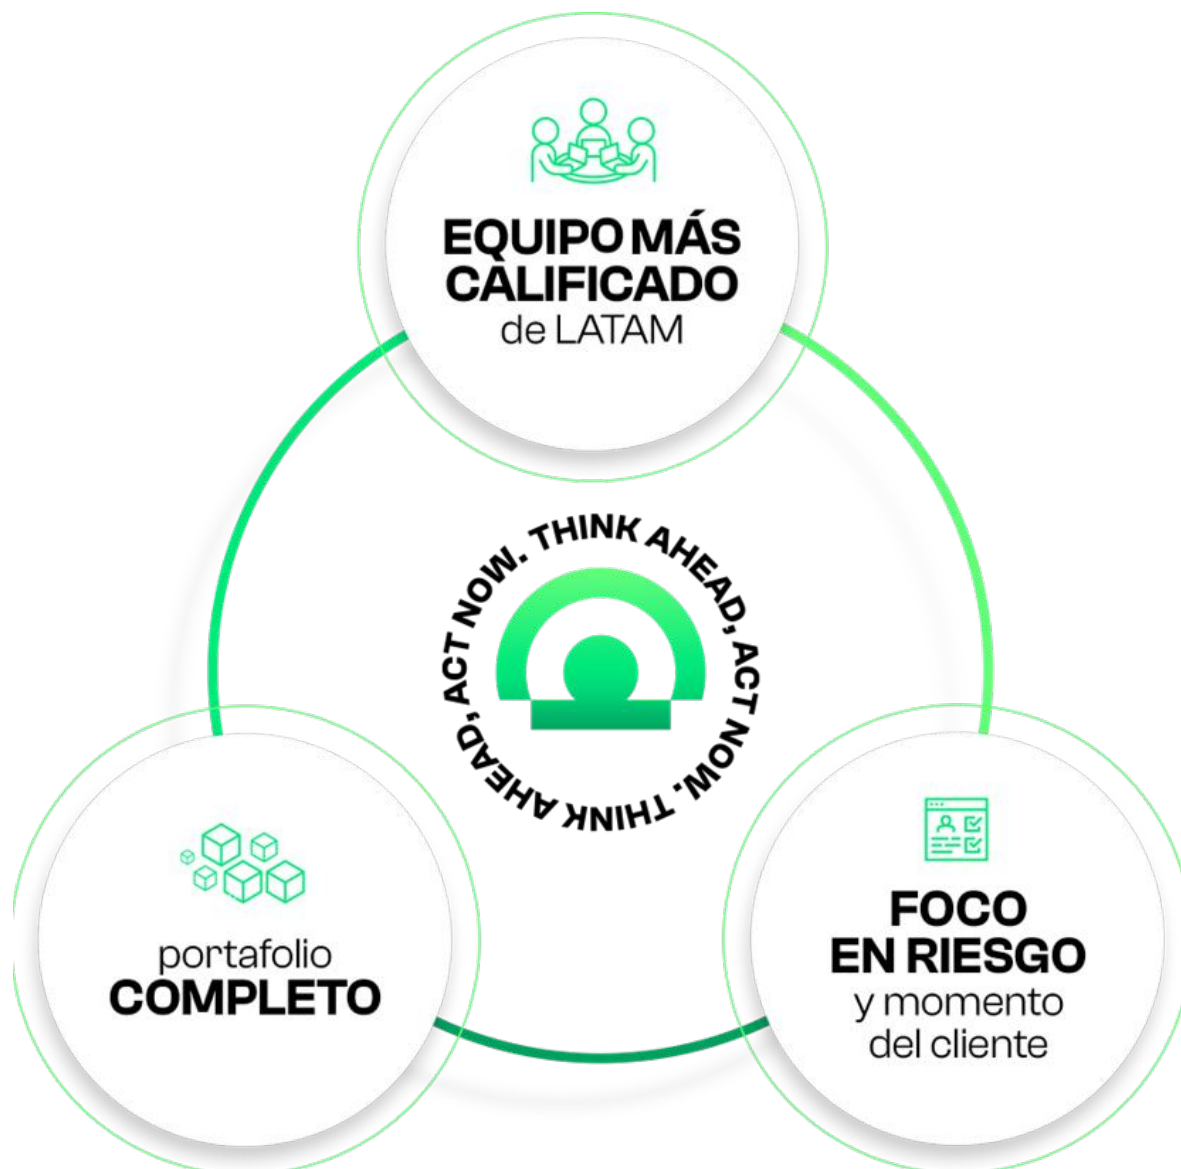 EQUIPO MÁS
CALIFICADO
de LATAM
THINK AHEAD, ACT NOW. THINK AHEAD, ACT NOW.
portafolio
COMPLETO
FOCO
EN RIESGO
y momento
del cliente